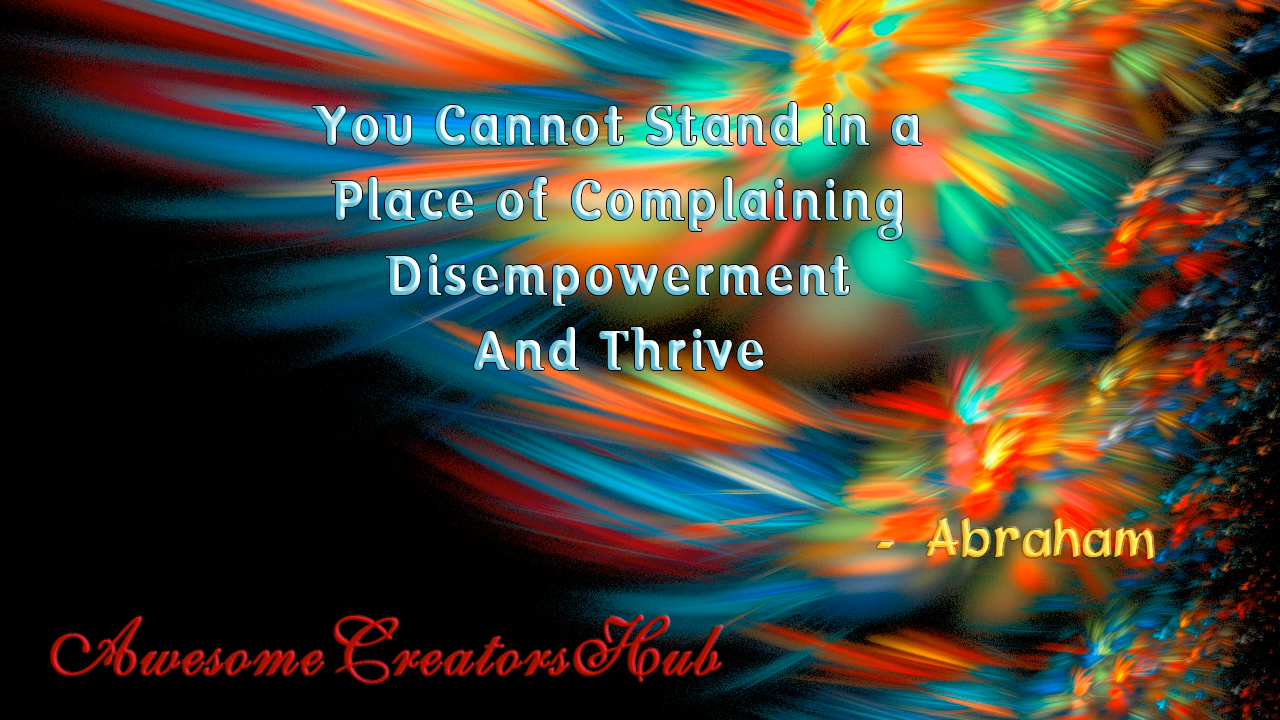 You Cannot Stand in a
Place of Complaining
Disempowerment
And Thrive
- Abraham
AwesomeCreatorsHub